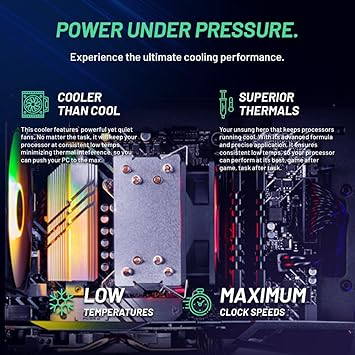 POWER UNDER PRESSURE.
Experience the ultimate cooling performance.
COOLER
THAN COOL
This cooler features powerful yet quiet
fans. No matter the task, it will keep your
processor at consistent low temps
minimizing thermal interference, so you
can push your PC to the max.
SUPERIOR
THERMALS
Your unsung hero that keeps processors
running cool. With its advanced formula
and precise application, it ensures
consistent low temps, so your processor
can perform at its best, game after
game, task after task.
LOW
TEMPERATURES
MAXIMUM
CLOCK SPEEDS